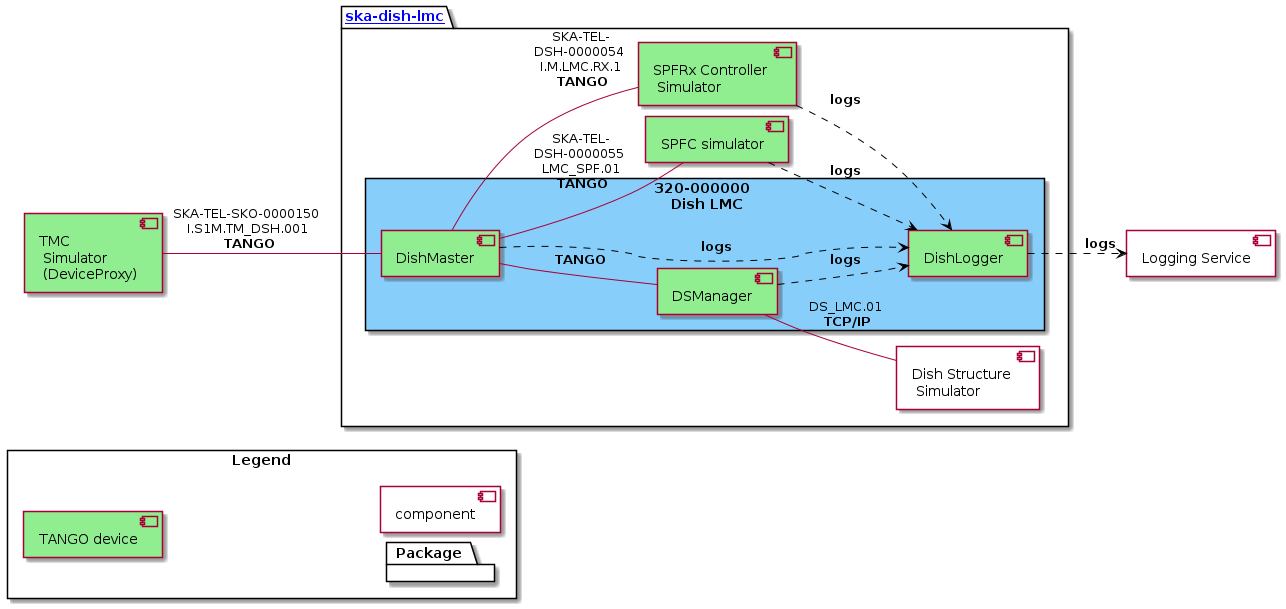 ska-dish-lmc
SKA-TEL-
DSH-0000054
I.M.LMC.RX.1
TANGO
SPFRx Controller
Simulator
logs
SKA-TEL-
DSH-0000055
LMC_SPF.01
TANGO
SPFC simulator
logs
320-000000
Dish LMC
TMC
Simulator
(DeviceProxy)
SKA-TEL-SKO-0000150
I.S1M.TM_DSH.001
TANGO
DishMaster
logs
TANGO
logs
DishLogger
logs
Logging Service
DSManager
DS_LMC.01
TCP/IP
Dish Structure
Simulator
Legend
TANGO device
component
Package